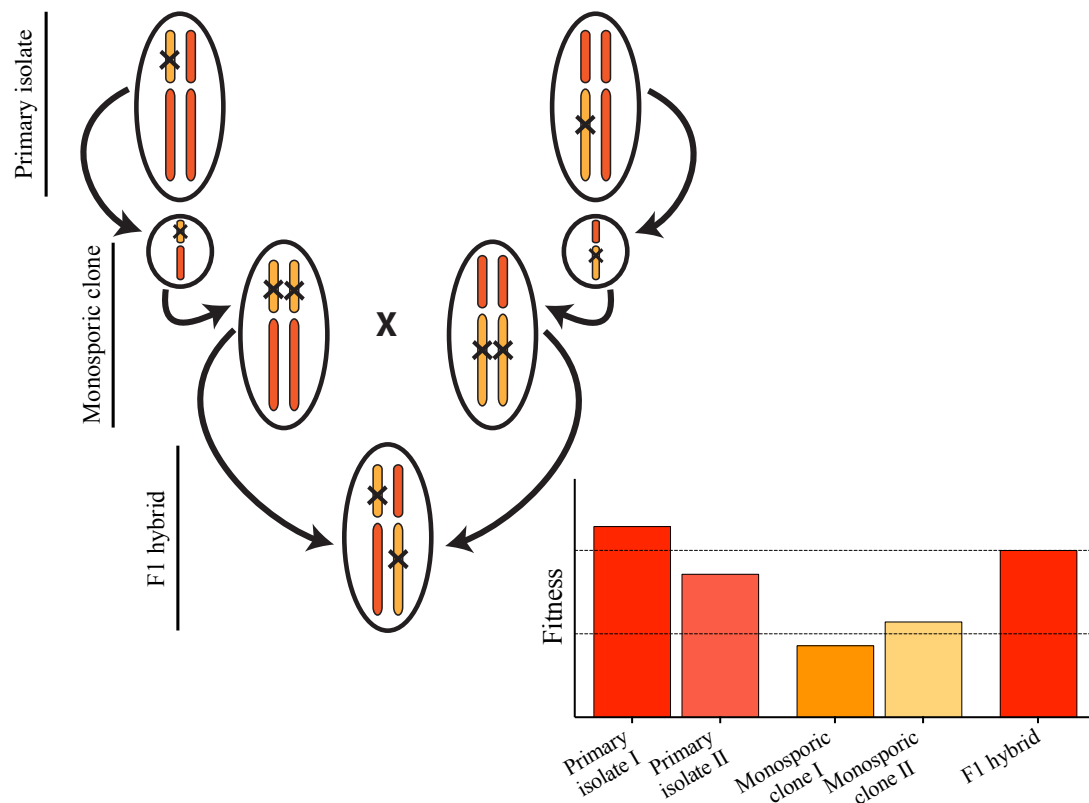 Primary isolate
Monosporic clone
X
F1 hybrid
Fitness
Primary
isolate I
Primary
isolate II
Monosporic
clone I
Monosporic
clone II
F1 hybrid